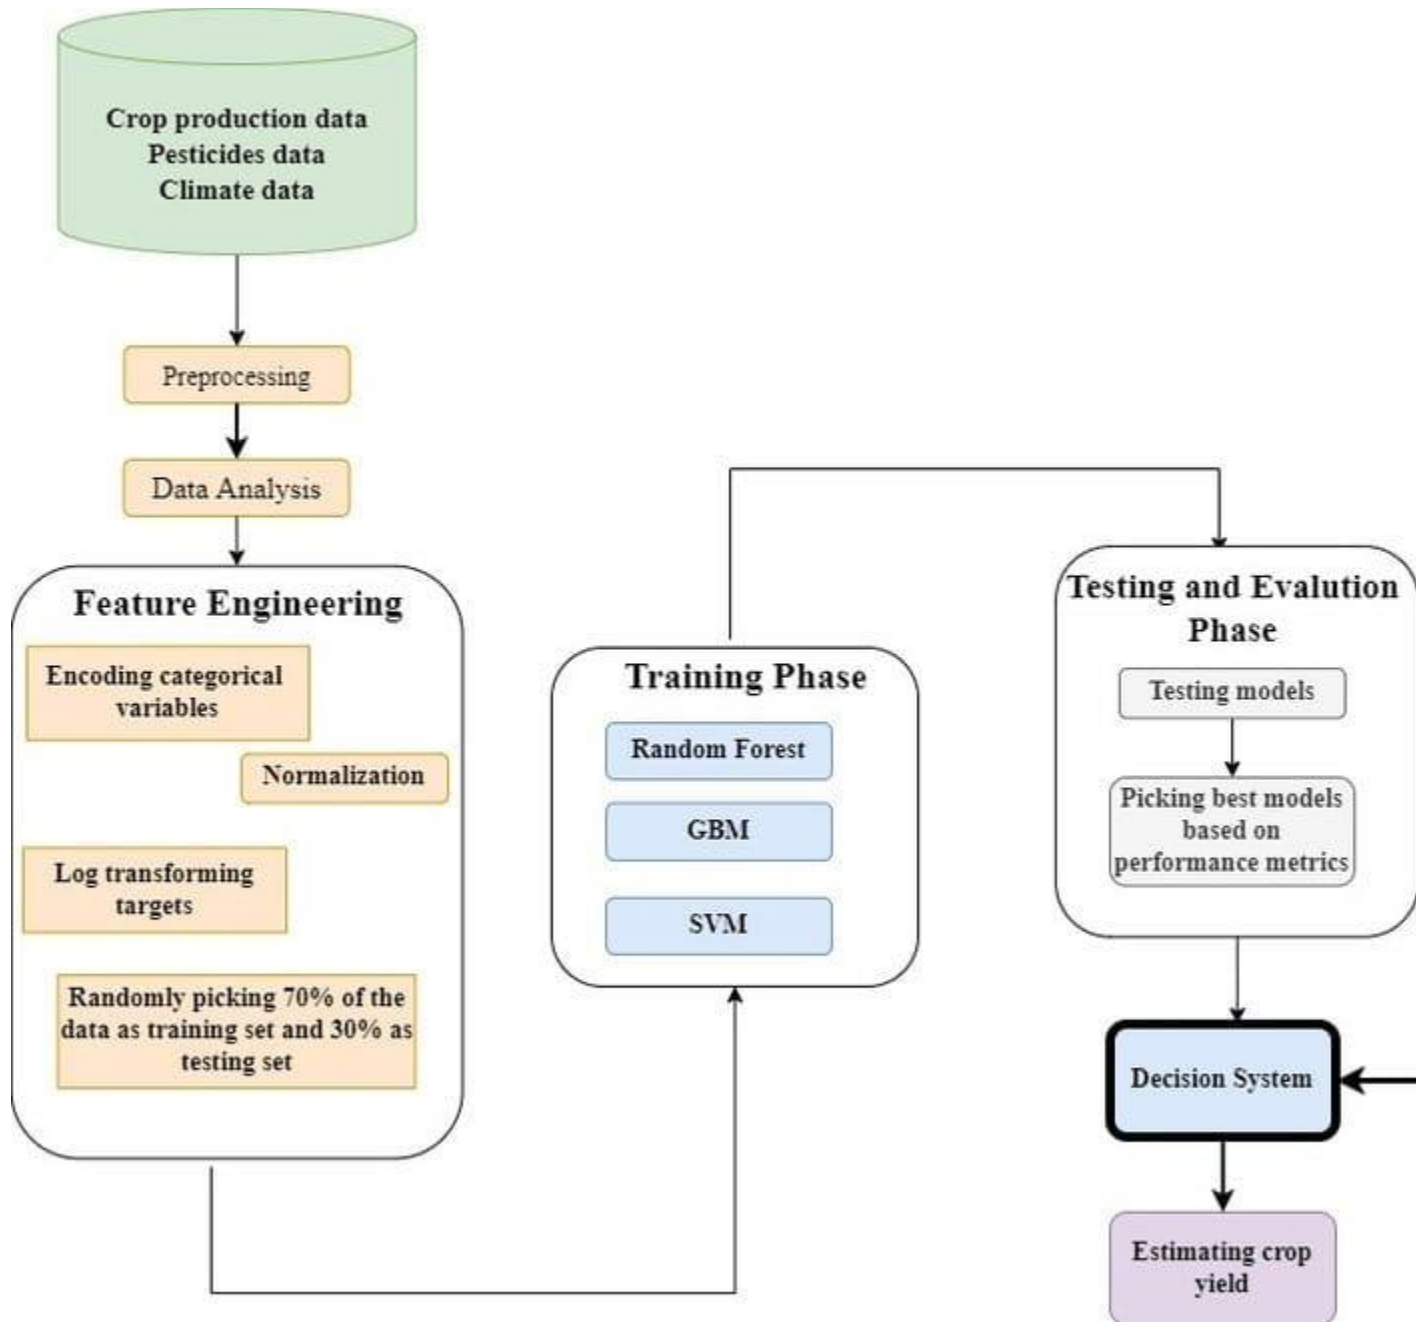 Crop production data
Pesticides data
Climate data
Preprocessing
Data Analysis
Feature Engineering
Encoding categorical
variables
Normalization
Log transforming
targets
Randomly picking 70% of the
data as training set and 30% as
testing set
Training Phase
Random Forest
GBM
SVM
Testing and Evalution
Phase
Testing models
Picking best models
based on
performance metrics
Decision System
Estimating crop
yield